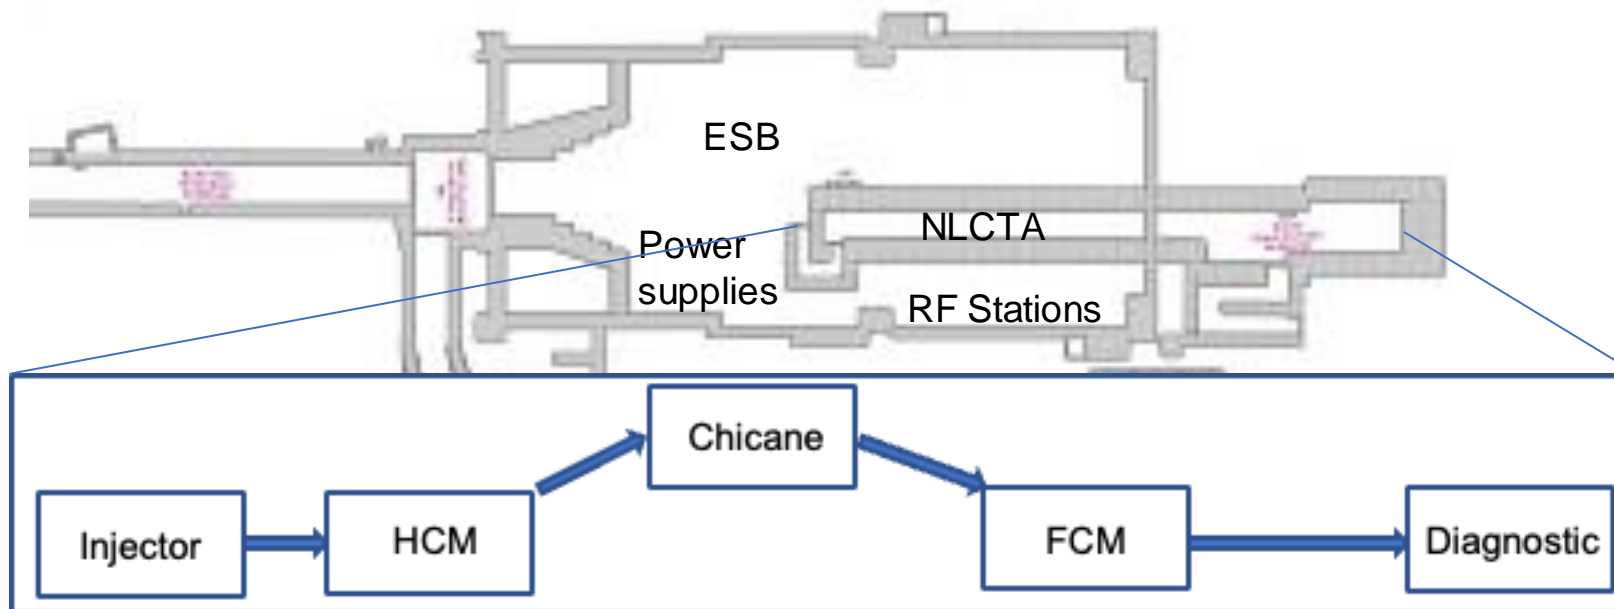 ESB
NLCTA
Power
supplies
RF Stations
Chicane
Injector
HCM
FCM
Diagnostic